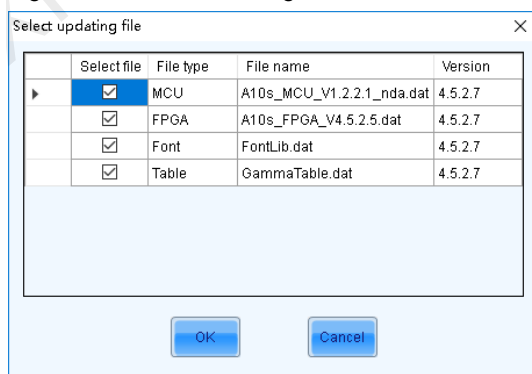 Select updating file
Select file File type File name Version
MCU A10s_MCU_V1.2.2.1_nda.dat 4.5.2.7
FPGA A10s_FPGA_V4.5.2.5.dat 4.5.2.7
Font FontLib.dat 4.5.2.7
Table GammaTable.dat 4.5.2.7
OK Cancel